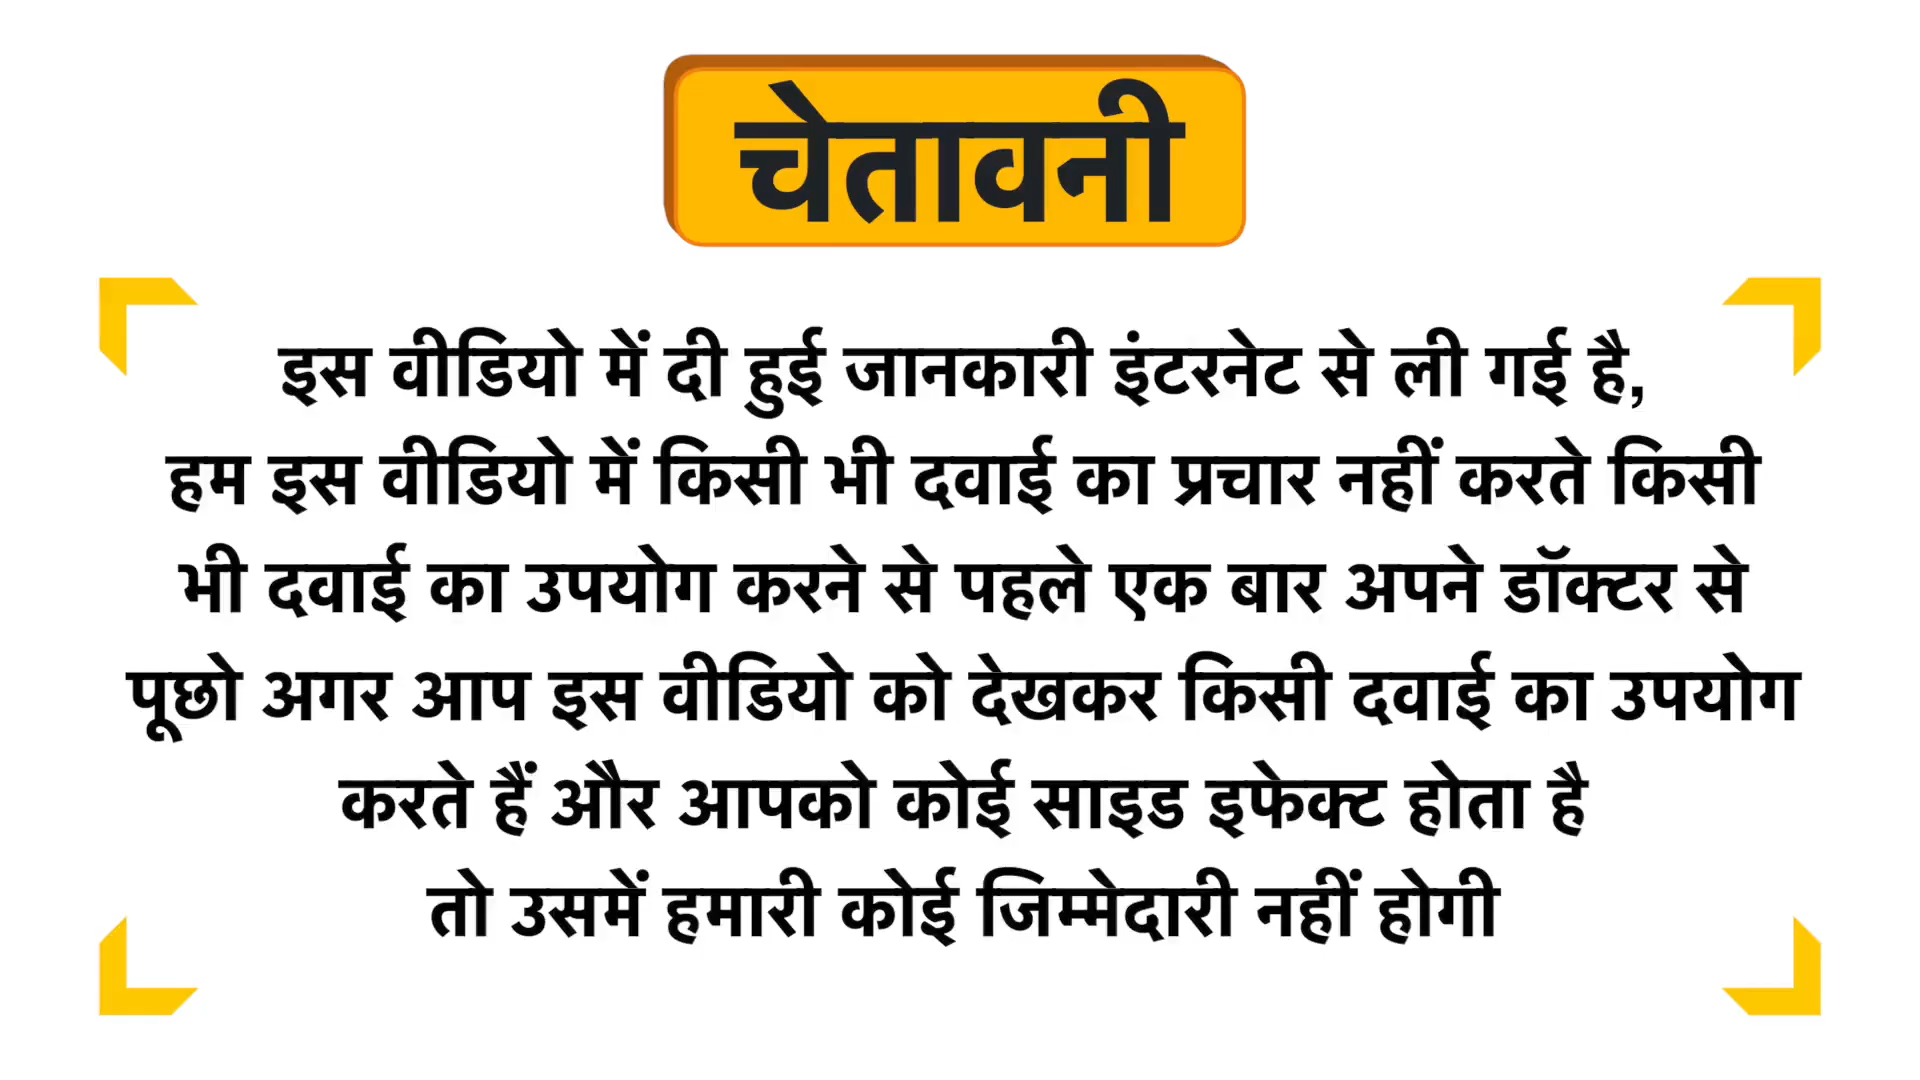 चेतावनी
इस वीडियो में दी हुई जानकारी इंटरनेट से ली गई है,
हम इस वीडियो में किसी भी दवाई का प्रचार नहीं करते किसी
भी दवाई का उपयोग करने से पहले एक बार अपने डॉक्टर से
पूछो अगर आप इस वीडियो को देखकर किसी दवाई का उपयोग
करते हैं और आपको कोई साइड इफेक्ट होता है
तो उसमें हमारी कोई जिम्मेदारी नहीं होगी